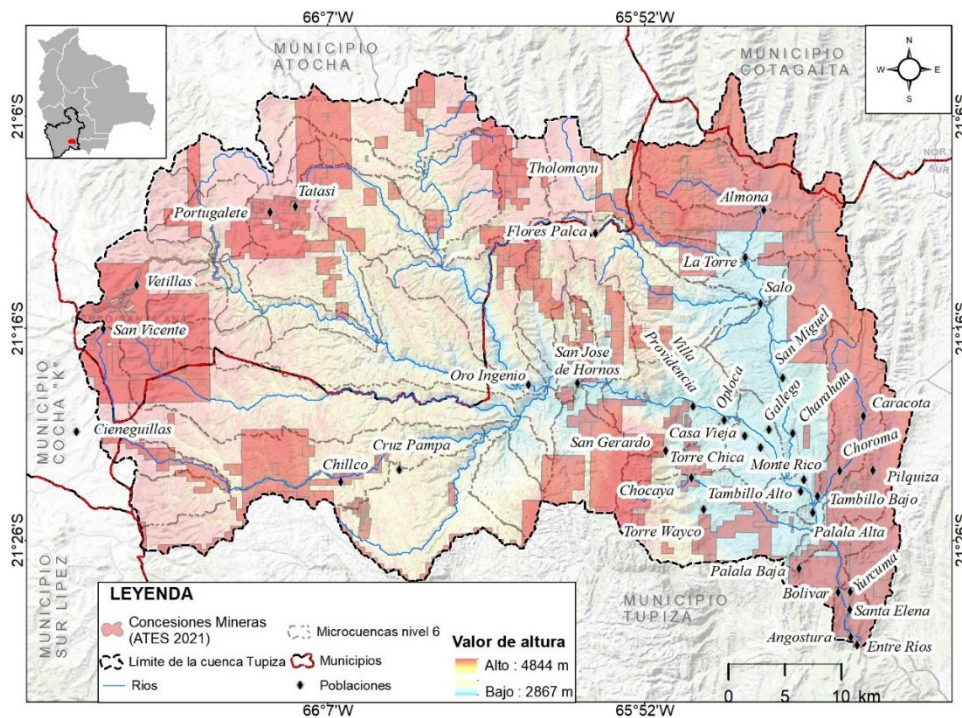 66°7'W
65°52'W
MUNICIPIO
ATOCHA
MUNICIPIO
COTAGAITA
N
W
E
S
21°6'S
21°6'S
Tholomayu
Tatasi
Portugalete
Almona
Flores Palca
La Torre
Vetillas
Salo
21°16'S
21°16'S
San Vicente
San Miguel
San Jose
de Hornos
Villa
Providencia
Oro Ingenio
Oploca
Gallego
Charahota
Caracota
MUNICIPIO
COCHA "K"
Cieneguillas
Cruz Pampa
San Gerardo
Casa Vieja
Choroma
Chillco
Torre Chica
Monte Rico
Pilquiza
Chocaya
Tambillo Alto
Tambillo Bajo
Torre Wayco
Palala Alta
21°26'S
21°26'S
MUNICIPIO
SUR LIPEZ
Palala Baja
Yurcuma
MUNICIPIO
TUPIZA
Bolivar
Santa Elena
Angostura
Entre Ríos
LEYENDA
Concesiones Mineras
(ATES 2021)
Microcuencas nivel 6
Límite de la cuenca Tupiza
Municipios
Rios
Poblaciones
Valor de altura
Alto : 4844 m
Bajo : 2867 m
0 5 10 km
66°7'W
65°52'W